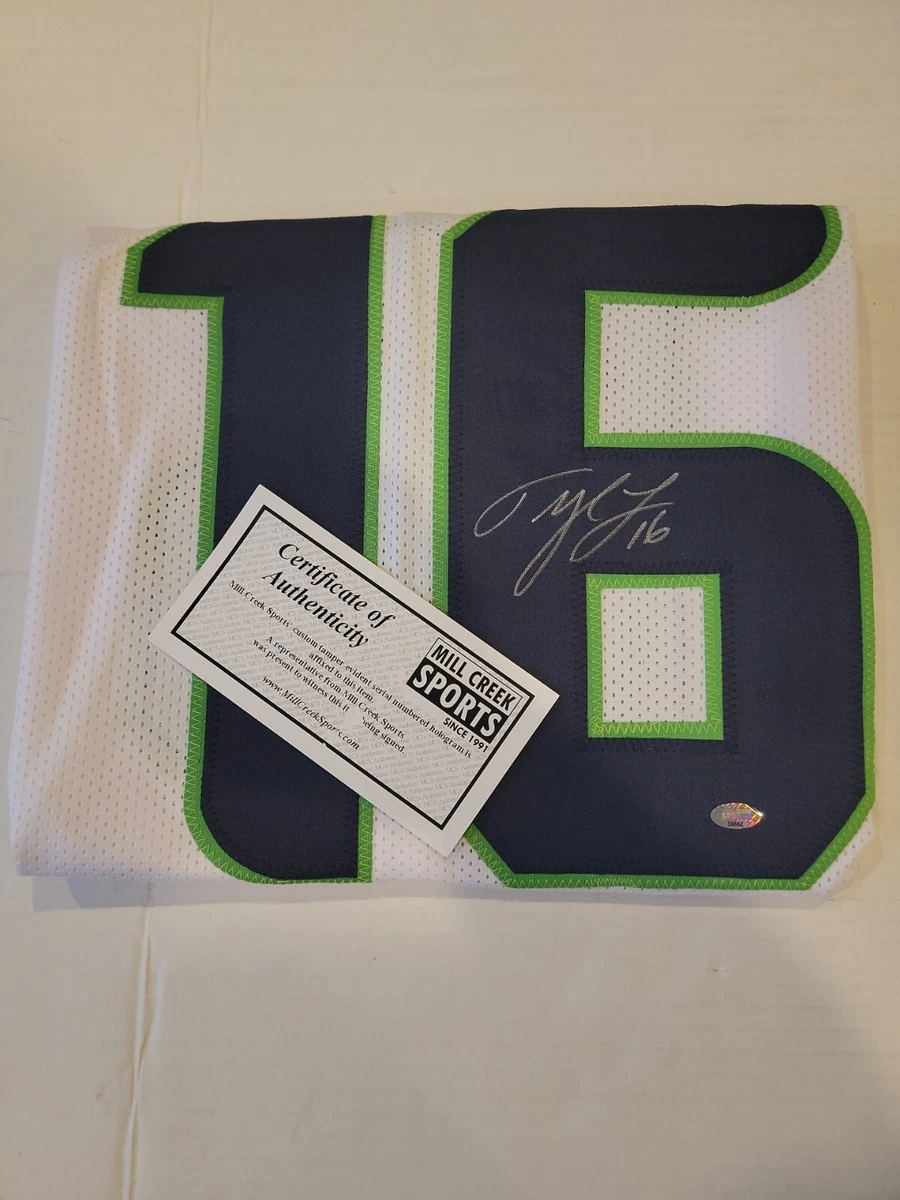 16
16
Certificate of
Authenticity
Mill Creek Sports' custom tamper evident serial numbered hologram is
affixed to this item.
A representative from Mill Creek Sports
was present to witness this it being signed.
www.MillCreekSports.com
MILL CREEK
SPORTS
SINCE 1991